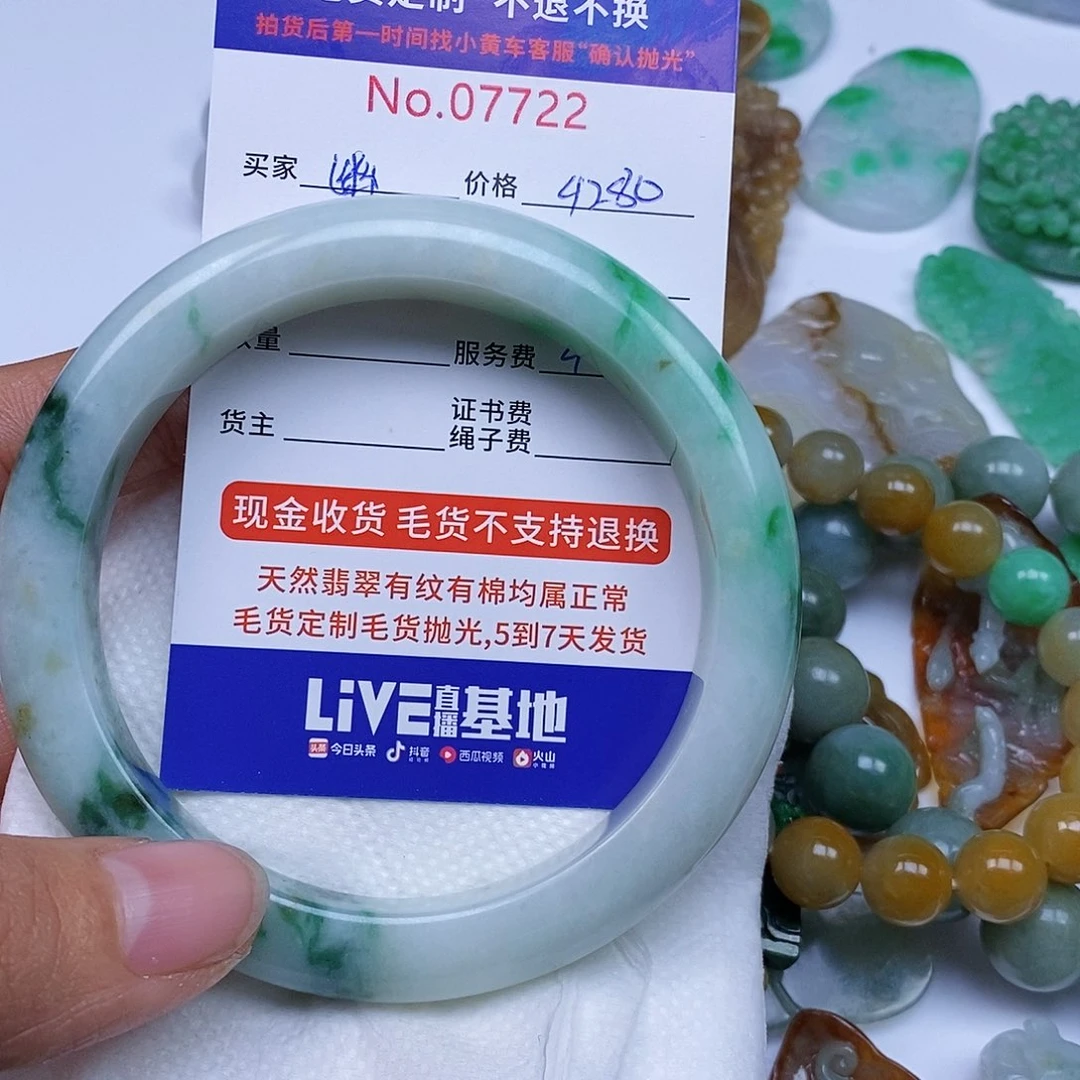 定制 不退不换
拍货后第一时间找小黄车客服“确认抛光”
No.07722
买家 价格 4280
量 服务费
货主 证书费
绳子费
现金收货 毛货不支持退换
天然翡翠有纹有棉均属正常
毛货定制毛货抛光,5到7天发货
LiVE直播基地
头条 今日头条 抖音 西瓜视频 火山